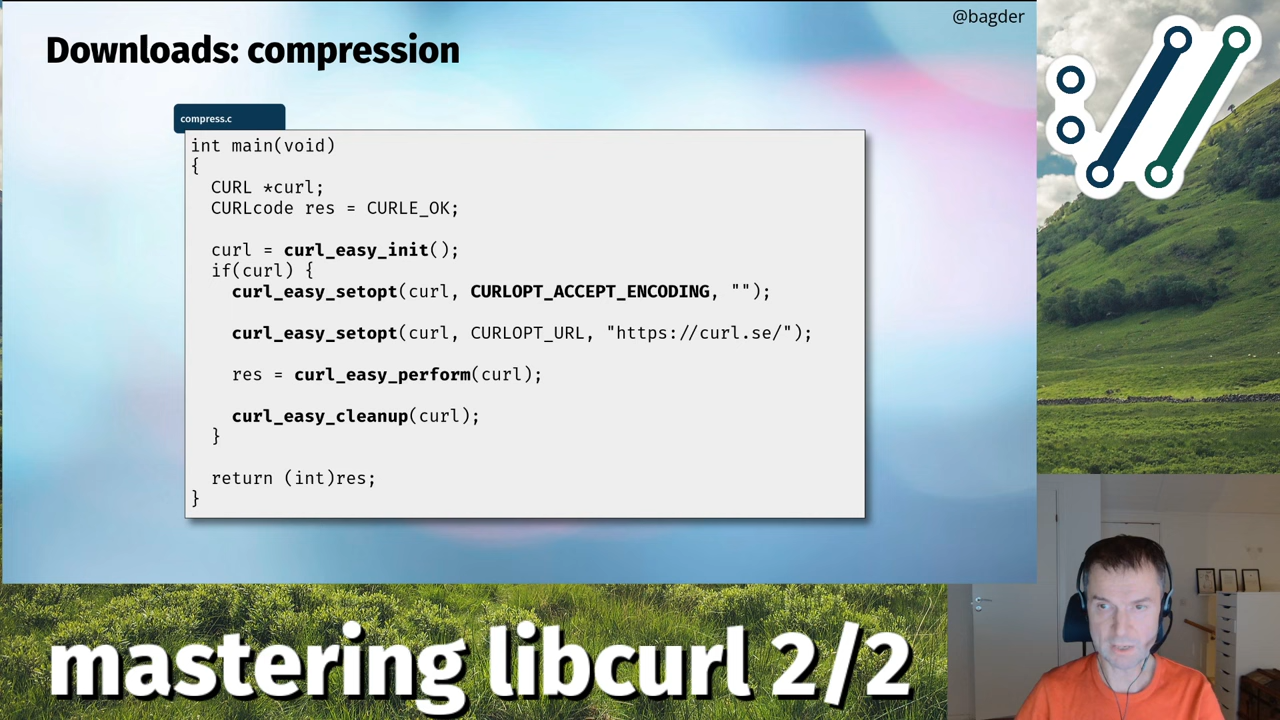 @bagder
Downloads: compression
compress.c
int main(void)
{
  CURL *curl;
  CURLcode res = CURLE_OK;

  curl = curl_easy_init();
  if(curl) {
    curl_easy_setopt(curl, CURLOPT_ACCEPT_ENCODING, "");

    curl_easy_setopt(curl, CURLOPT_URL, "https://curl.se/");

    res = curl_easy_perform(curl);

    curl_easy_cleanup(curl);
  }

  return (int)res;
}
mastering libcurl 2/2